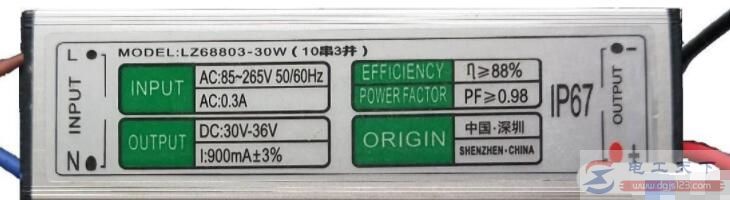 MODEL:LZ68803-30W(10串3并)
L
INPUT
N
INPUT
AC:85~265V 50/60Hz
AC:0.3A
OUTPUT
DC:30V-36V
I:900mA±3%
EFFICIENCY
η≥88%
POWER FACTOR
PF≥0.98
ORIGIN
中国·深圳
SHENZHEN·CHINA
IP67
OUTPUT
-
+
电工天下
www.dgjs123.com